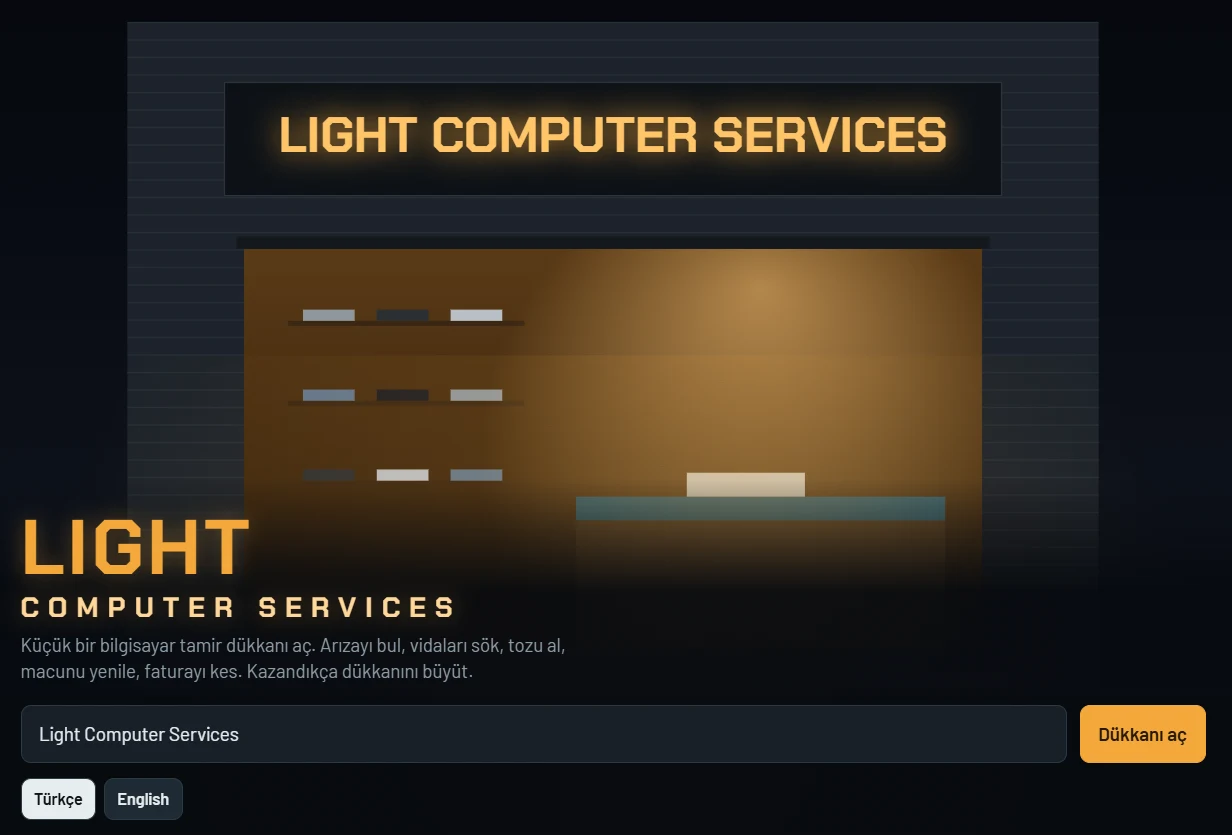 LIGHT COMPUTER SERVICES
LIGHT
COMPUTER SERVICES
Küçük bir bilgisayar tamir dükkanı aç. Arızayı bul, vidaları sök, tozu al,
macunu yenile, faturayı kes. Kazandıkça dükkanını büyüt.
Light Computer Services
Dükkanı aç
Türkçe
English